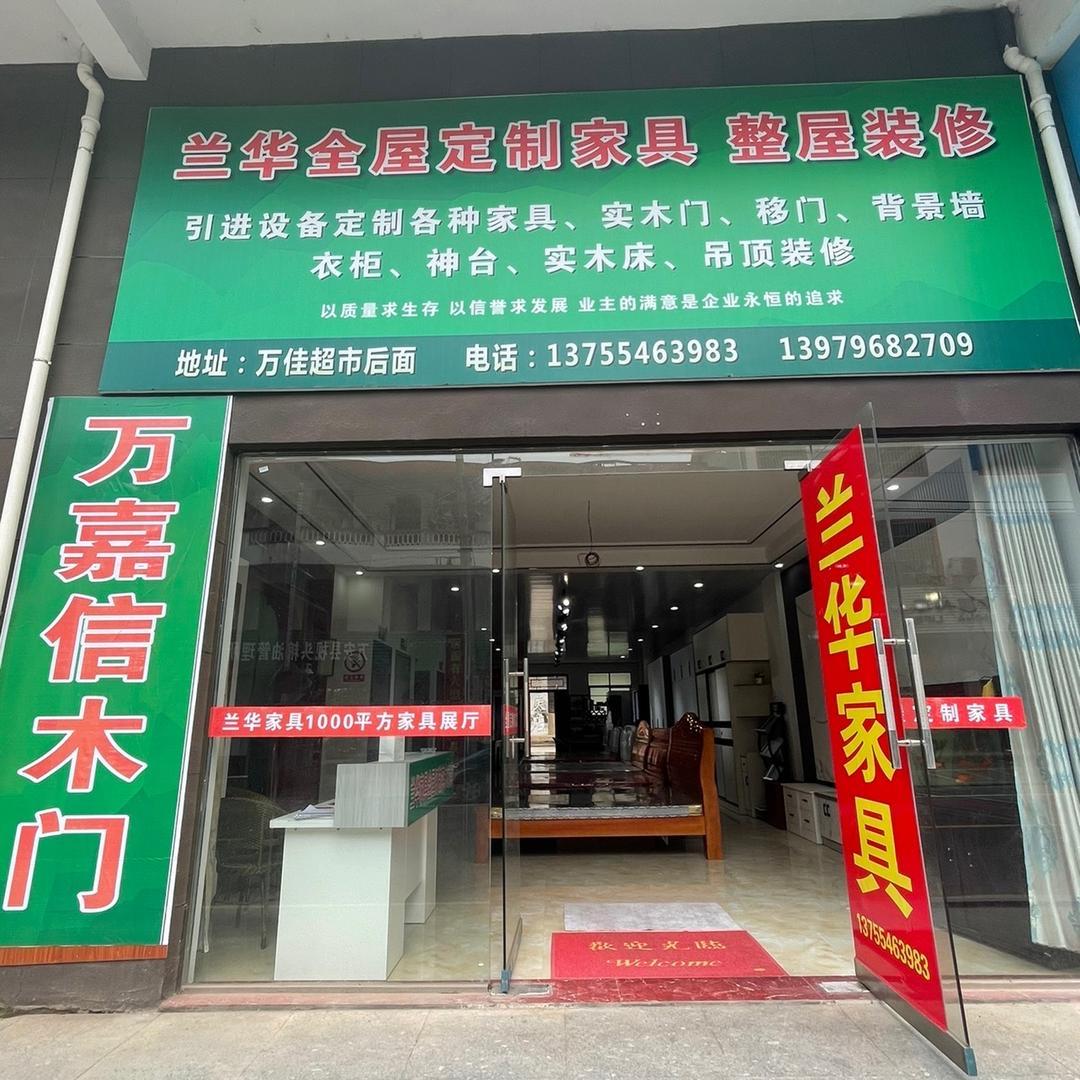 兰华全屋定制家具 整屋装修
引进设备定制各种家具、实木门、移门、背景墙
衣柜、神台、实木床、吊顶装修
以质量求生存 以信誉求发展 业主的满意是企业永恒的追求
地址：万佳超市后面 电话：13755463983 13979682709
万嘉信木门
兰华家具1000平方家具展厅
兰华家具
13755463983
定制家具
欢迎光临
Welcome